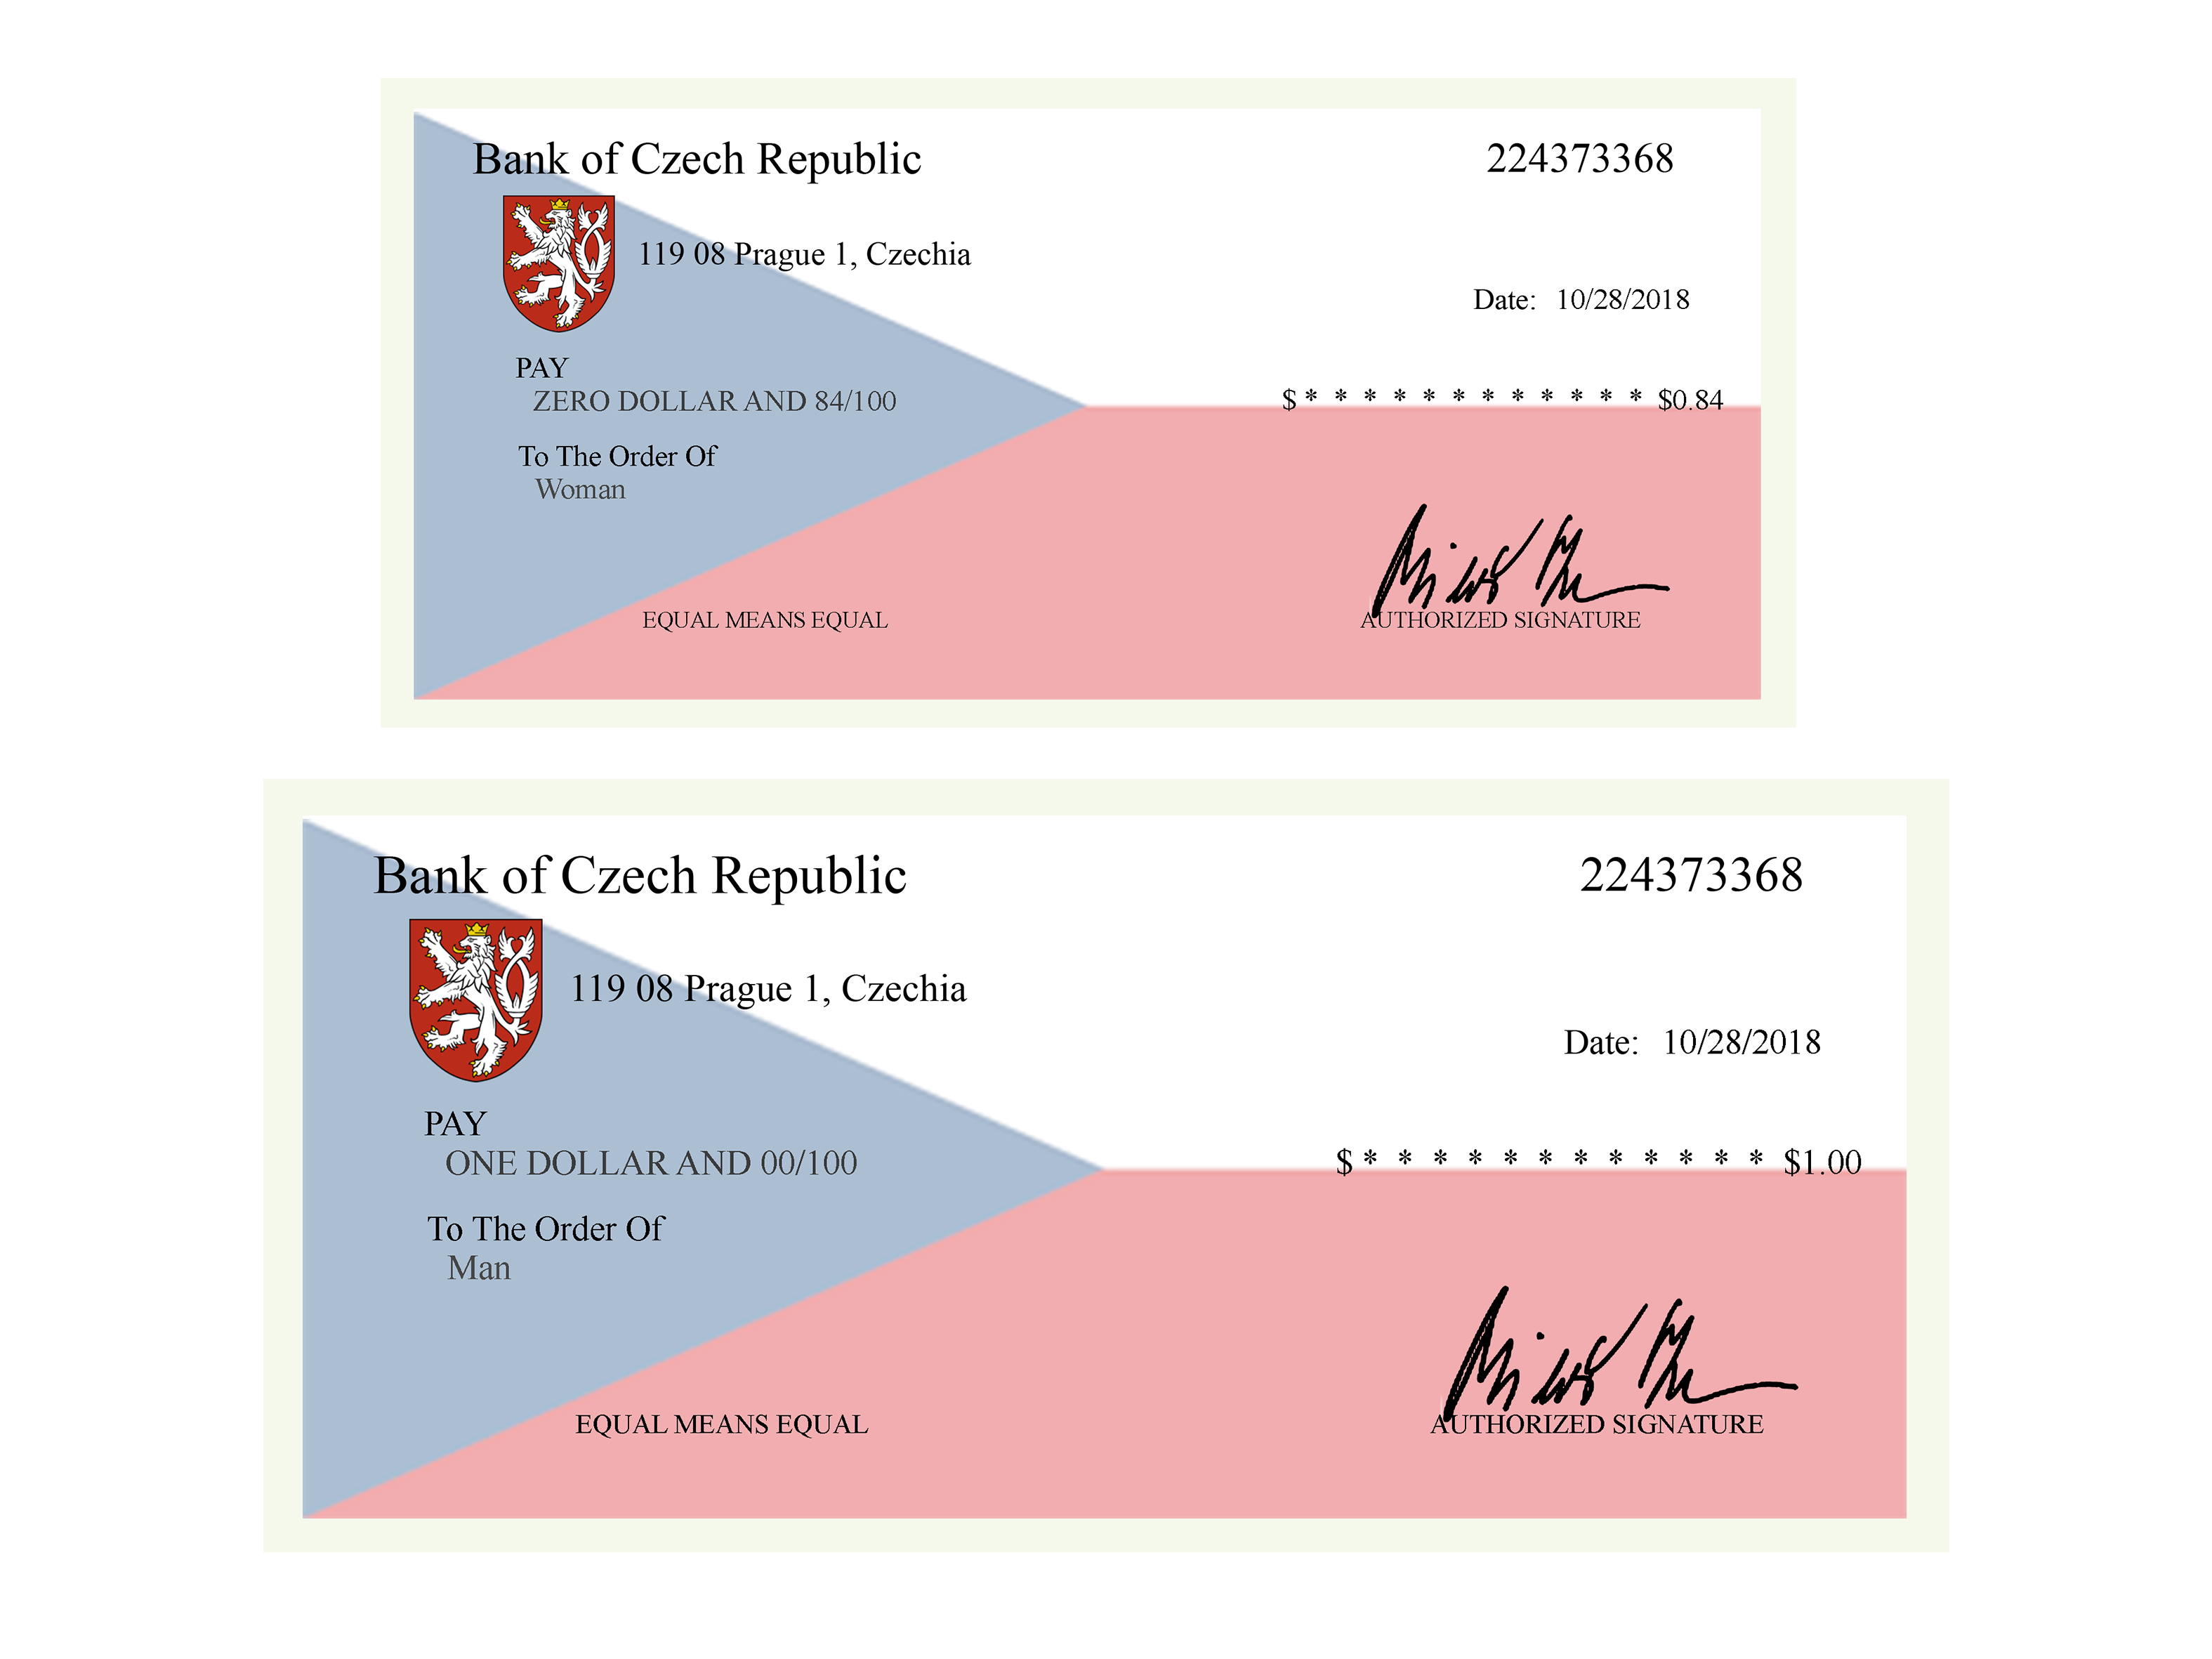 Bank of Czech Republic 224373368
119 08 Prague 1, Czechia
Date: 10/28/2018
PAY
ZERO DOLLAR AND 84/100 $ * * * * * * * * * * * * $0.84
To The Order Of
Woman
EQUAL MEANS EQUAL AUTHORIZED SIGNATURE
Bank of Czech Republic 224373368
119 08 Prague 1, Czechia
Date: 10/28/2018
PAY
ONE DOLLAR AND 00/100 $ * * * * * * * * * * * * $1.00
To The Order Of
Man
EQUAL MEANS EQUAL AUTHORIZED SIGNATURE